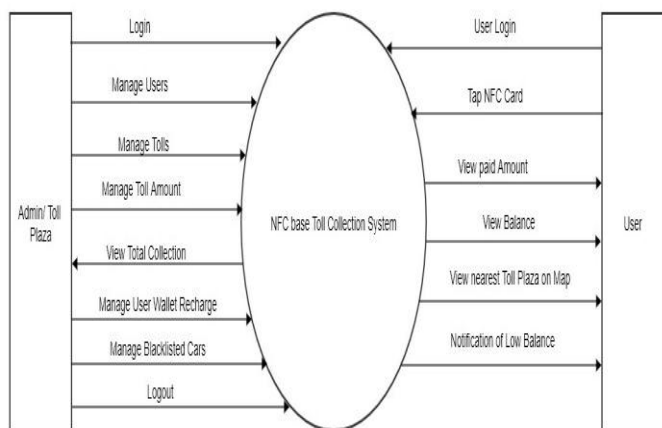 Login
Manage Users
Manage Tolls
Manage Toll Amount
Admin/ Toll
Plaza
View Total Collection
Manage User Wallet Recharge
Manage Blacklisted Cars
Logout
NFC base Toll Collection System
User Login
Tap NFC Card
View paid Amount
View Balance
User
View nearest Toll Plaza on Map
Notification of Low Balance